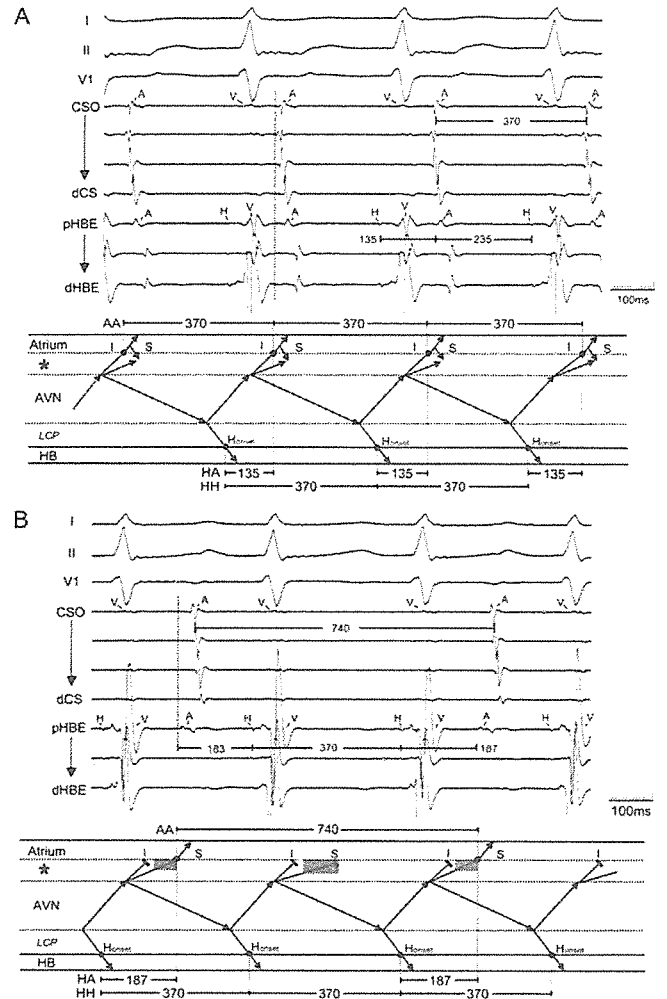 A
I
II
V1
CSO V A A V A A
370
dCS
pHBE A H V A H A H A
135 235
dHBE
100ms
AA 370 370 370
Atrium I S I S I S I S
*
AVN
LCP Honset Honset Honset
HB
HA 135 135 135
HH 370 370
B
I
II
V1
CSO V A V V A V
740
dCS
pHBE H V A H V H V A H V
183 370 187
dHBE
100ms
AA 740
Atrium I S I S I S I
*
AVN
LCP Honset Honset Honset Honset
HB
HA 187 187
HH 370 370 370